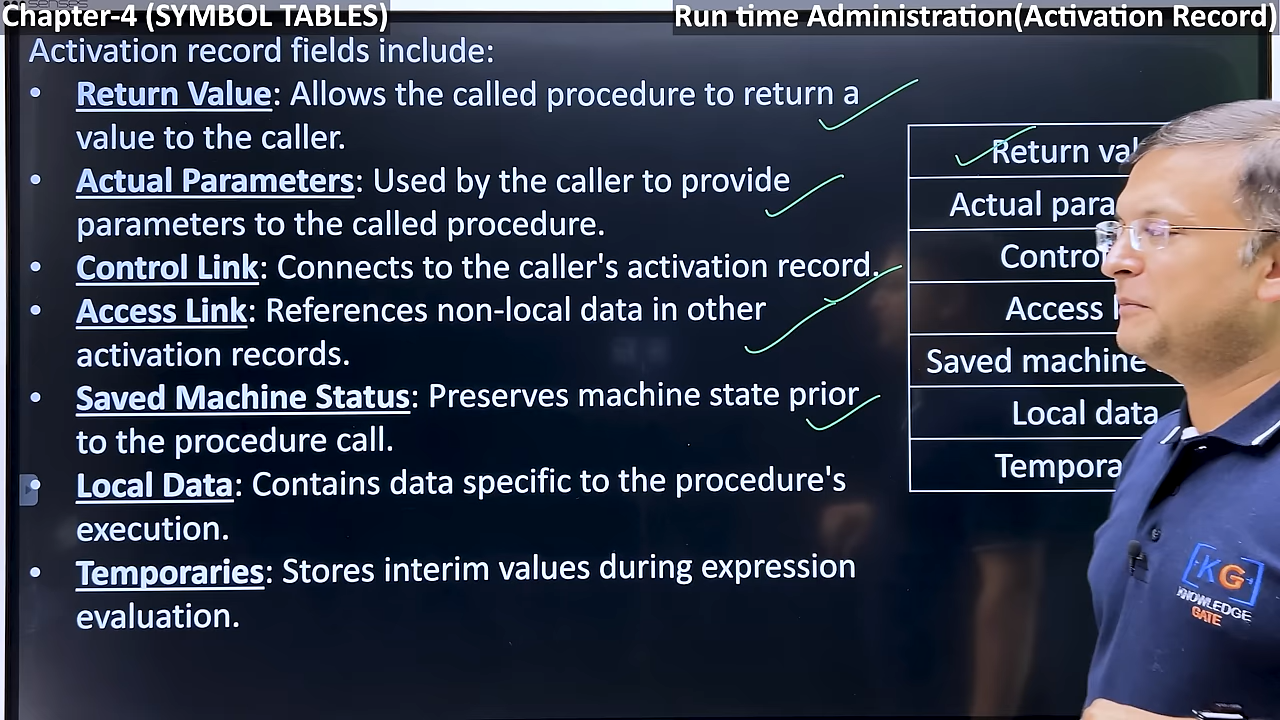 Chapter-4 (SYMBOL TABLES)
Run time Administration(Activation Record)
Activation record fields include:
• Return Value: Allows the called procedure to return a
value to the caller.
• Actual Parameters: Used by the caller to provide
parameters to the called procedure.
• Control Link: Connects to the caller's activation record.
• Access Link: References non-local data in other
activation records.
• Saved Machine Status: Preserves machine state prior
to the procedure call.
• Local Data: Contains data specific to the procedure's
execution.
• Temporaries: Stores interim values during expression
evaluation.
Return
Actual
Access
Saved machine
Local data
KG
KNOWLEDGE
GATE